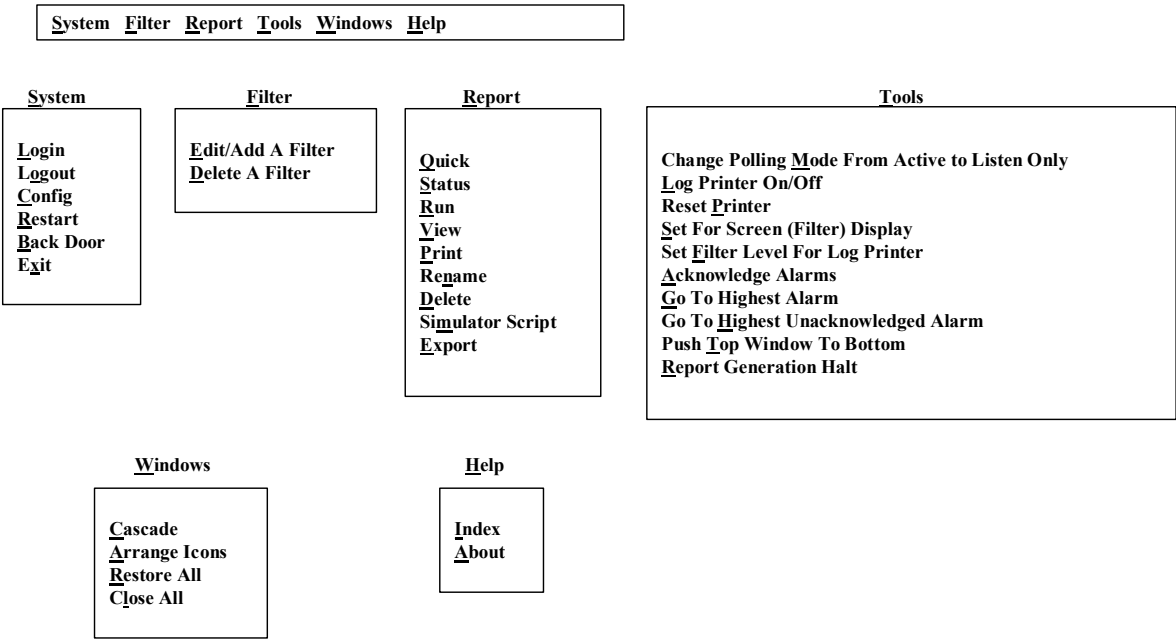 System Filter Report Tools Windows Help
System
Login
Logout
Config
Restart
Back Door
Exit
Filter
Edit/Add A Filter
Delete A Filter
Report
Quick
Status
Run
View
Print
Rename
Delete
Simulator Script
Export
Tools
Change Polling Mode From Active to Listen Only
Log Printer On/Off
Reset Printer
Set For Screen (Filter) Display
Set Filter Level For Log Printer
Acknowledge Alarms
Go To Highest Alarm
Go To Highest Unacknowledged Alarm
Push Top Window To Bottom
Report Generation Halt
Windows
Cascade
Arrange Icons
Restore All
Close All
Help
Index
About